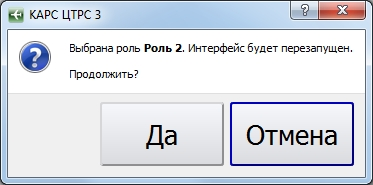 КАРС ЦТРС 3
Выбрана роль Роль 2. Интерфейс будет перезапущен.
Продолжить?
Да
Отмена